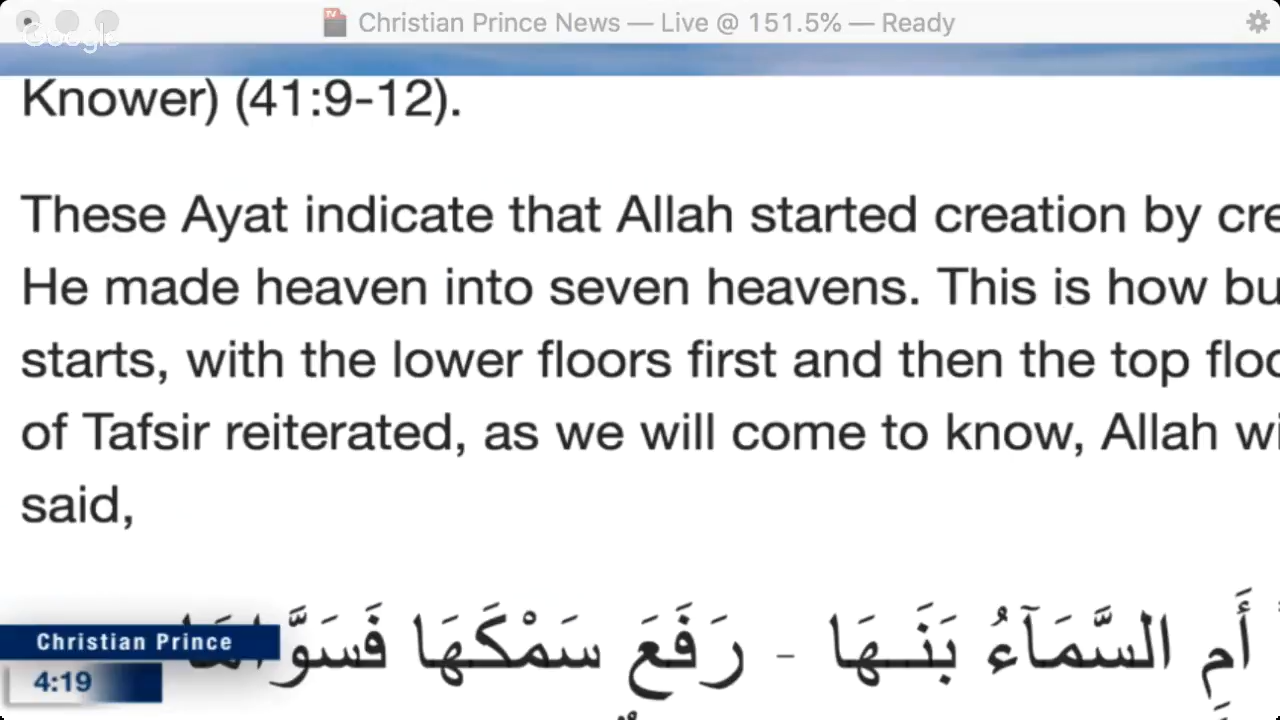 Christian Prince News — Live @ 151.5% — Ready
Google
Knower) (41:9-12).
These Ayat indicate that Allah started creation by cre
He made heaven into seven heavens. This is how bu
starts, with the lower floors first and then the top floo
of Tafsir reiterated, as we will come to know, Allah wi
said,
أَمِ السَّمَآءُ بَنَـهَا - رَفَعَ سَمْكَهَا فَسَوَّاهَا
Christian Prince
4:19